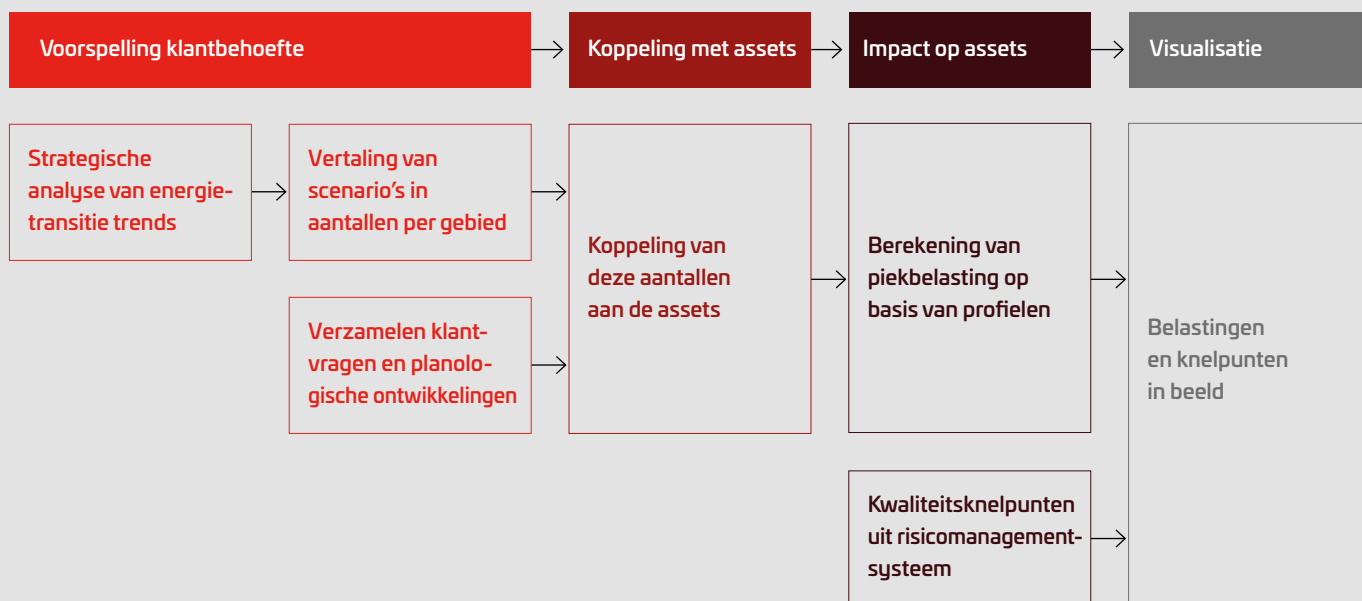 Voorspelling klantbehoefte
Koppeling met assets
Impact op assets
Visualisatie
Strategische
analyse van energie-
transitie trends
Vertaling van
scenario's in
aantallen per gebied
Verzamelen klant-
vragen en planolo-
gische ontwikkelingen
Koppeling van
deze aantallen
aan de assets
Berekening van
piekbelasting op
basis van profielen
Kwaliteitsknelpunten
uit risicomanagement-
systeem
Belastingen
en knelpunten
in beeld